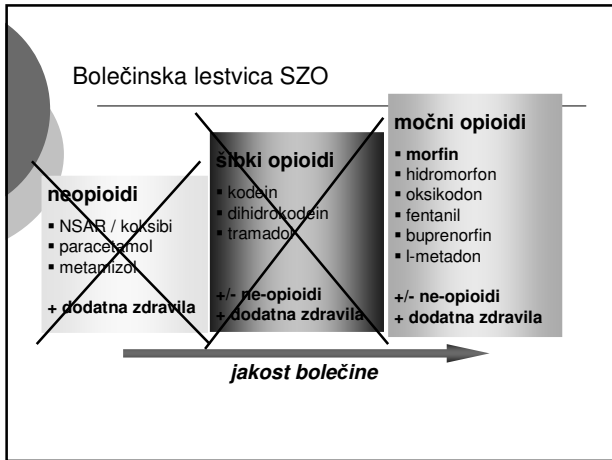 Bolečinska lestvica SZO
neopioidi
▪ NSAR / koksibi
▪ paracetamol
▪ metamizol
+ dodatna zdravila
šibki opioidi
▪ kodein
▪ dihidrokodein
▪ tramadol
+/- ne-opioidi
+ dodatna zdravila
močni opioidi
▪ morfin
▪ hidromorfon
▪ oksikodon
▪ fentanil
▪ buprenorfin
▪ l-metadon
+/- ne-opioidi
+ dodatna zdravila
jakost bolečine